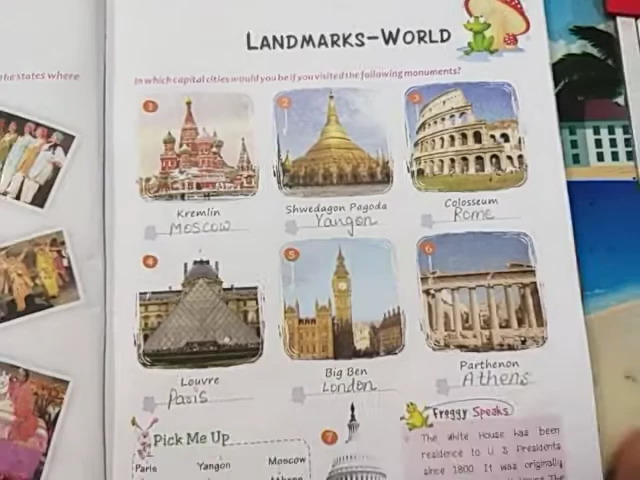 LANDMARKS-WORLD
the states where
In which capital cities would you be if you visited the following monuments?
1
2
3
Kremlin
Shwedagon Pagoda
Colosseum
Moscow
Yangon
Rome
4
5
6
Louvre
Big Ben
Parthenon
Paris
London
Athens
Pick Me Up
Paris
Yangon
Moscow
7
Froggy Speaks
The White House has been
residence to U S Presidents
since 1800 It was originally